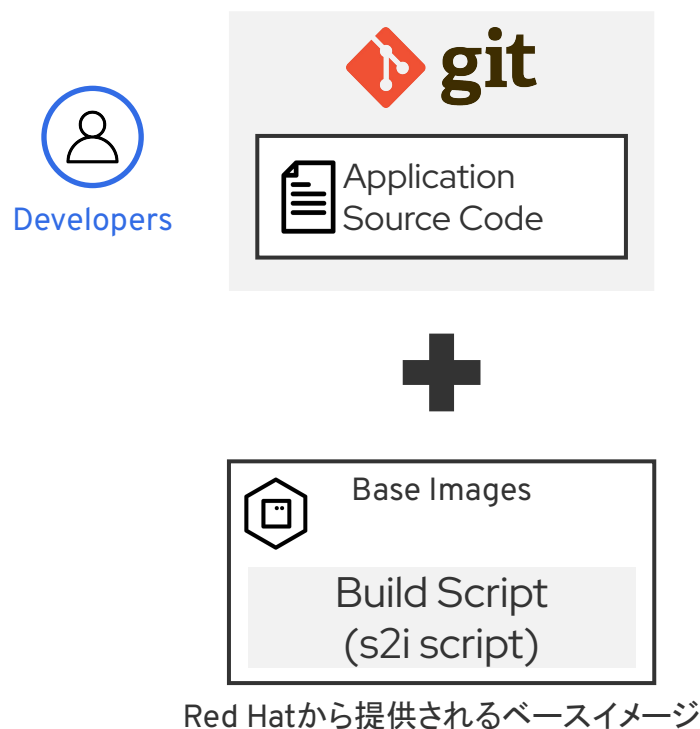 git
Application
Source Code
Developers
Base Images
Build Script
(s2i script)
Red Hatから提供されるベースイメージ